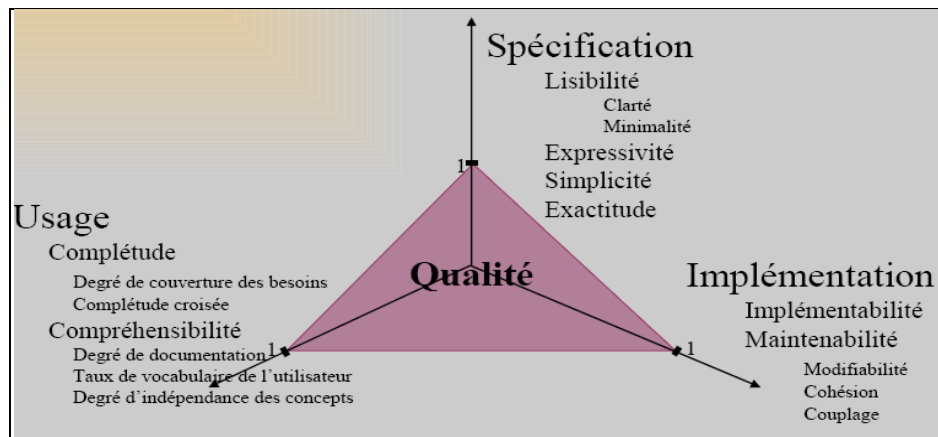 Spécification
Lisibilité
Clarté
Minimalité
Expressivité
Simplicité
Exactitude
1
Usage
Complétude
Degré de couverture des besoins
Complétude croisée
Compréhensibilité
Degré de documentation
Taux de vocabulaire de l’utilisateur
Degré d’indépendance des concepts
1
Qualité
Implémentation
Implémentabilité
Maintenabilité
Modifiabilité
Cohésion
Couplage
1